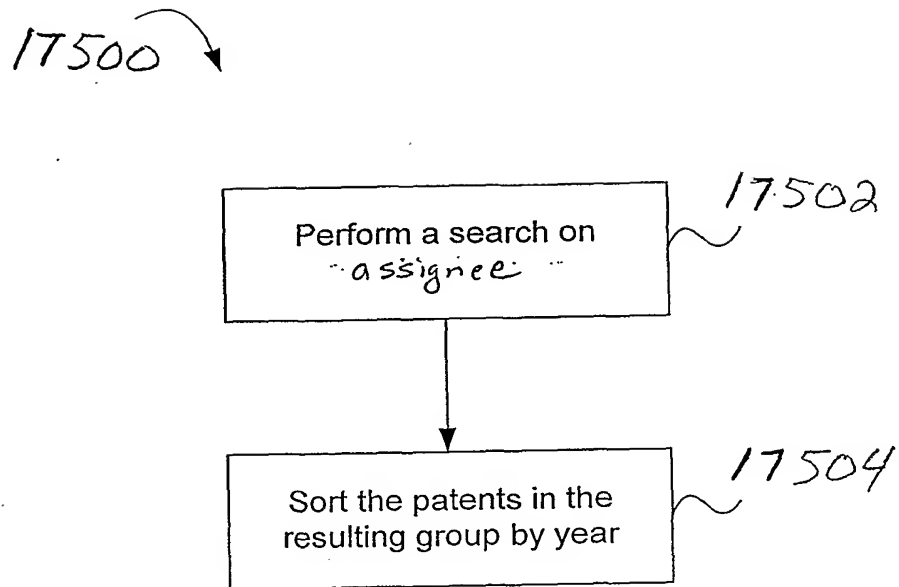 17500
17502
Perform a search on
assignee
17504
Sort the patents in the
resulting group by year